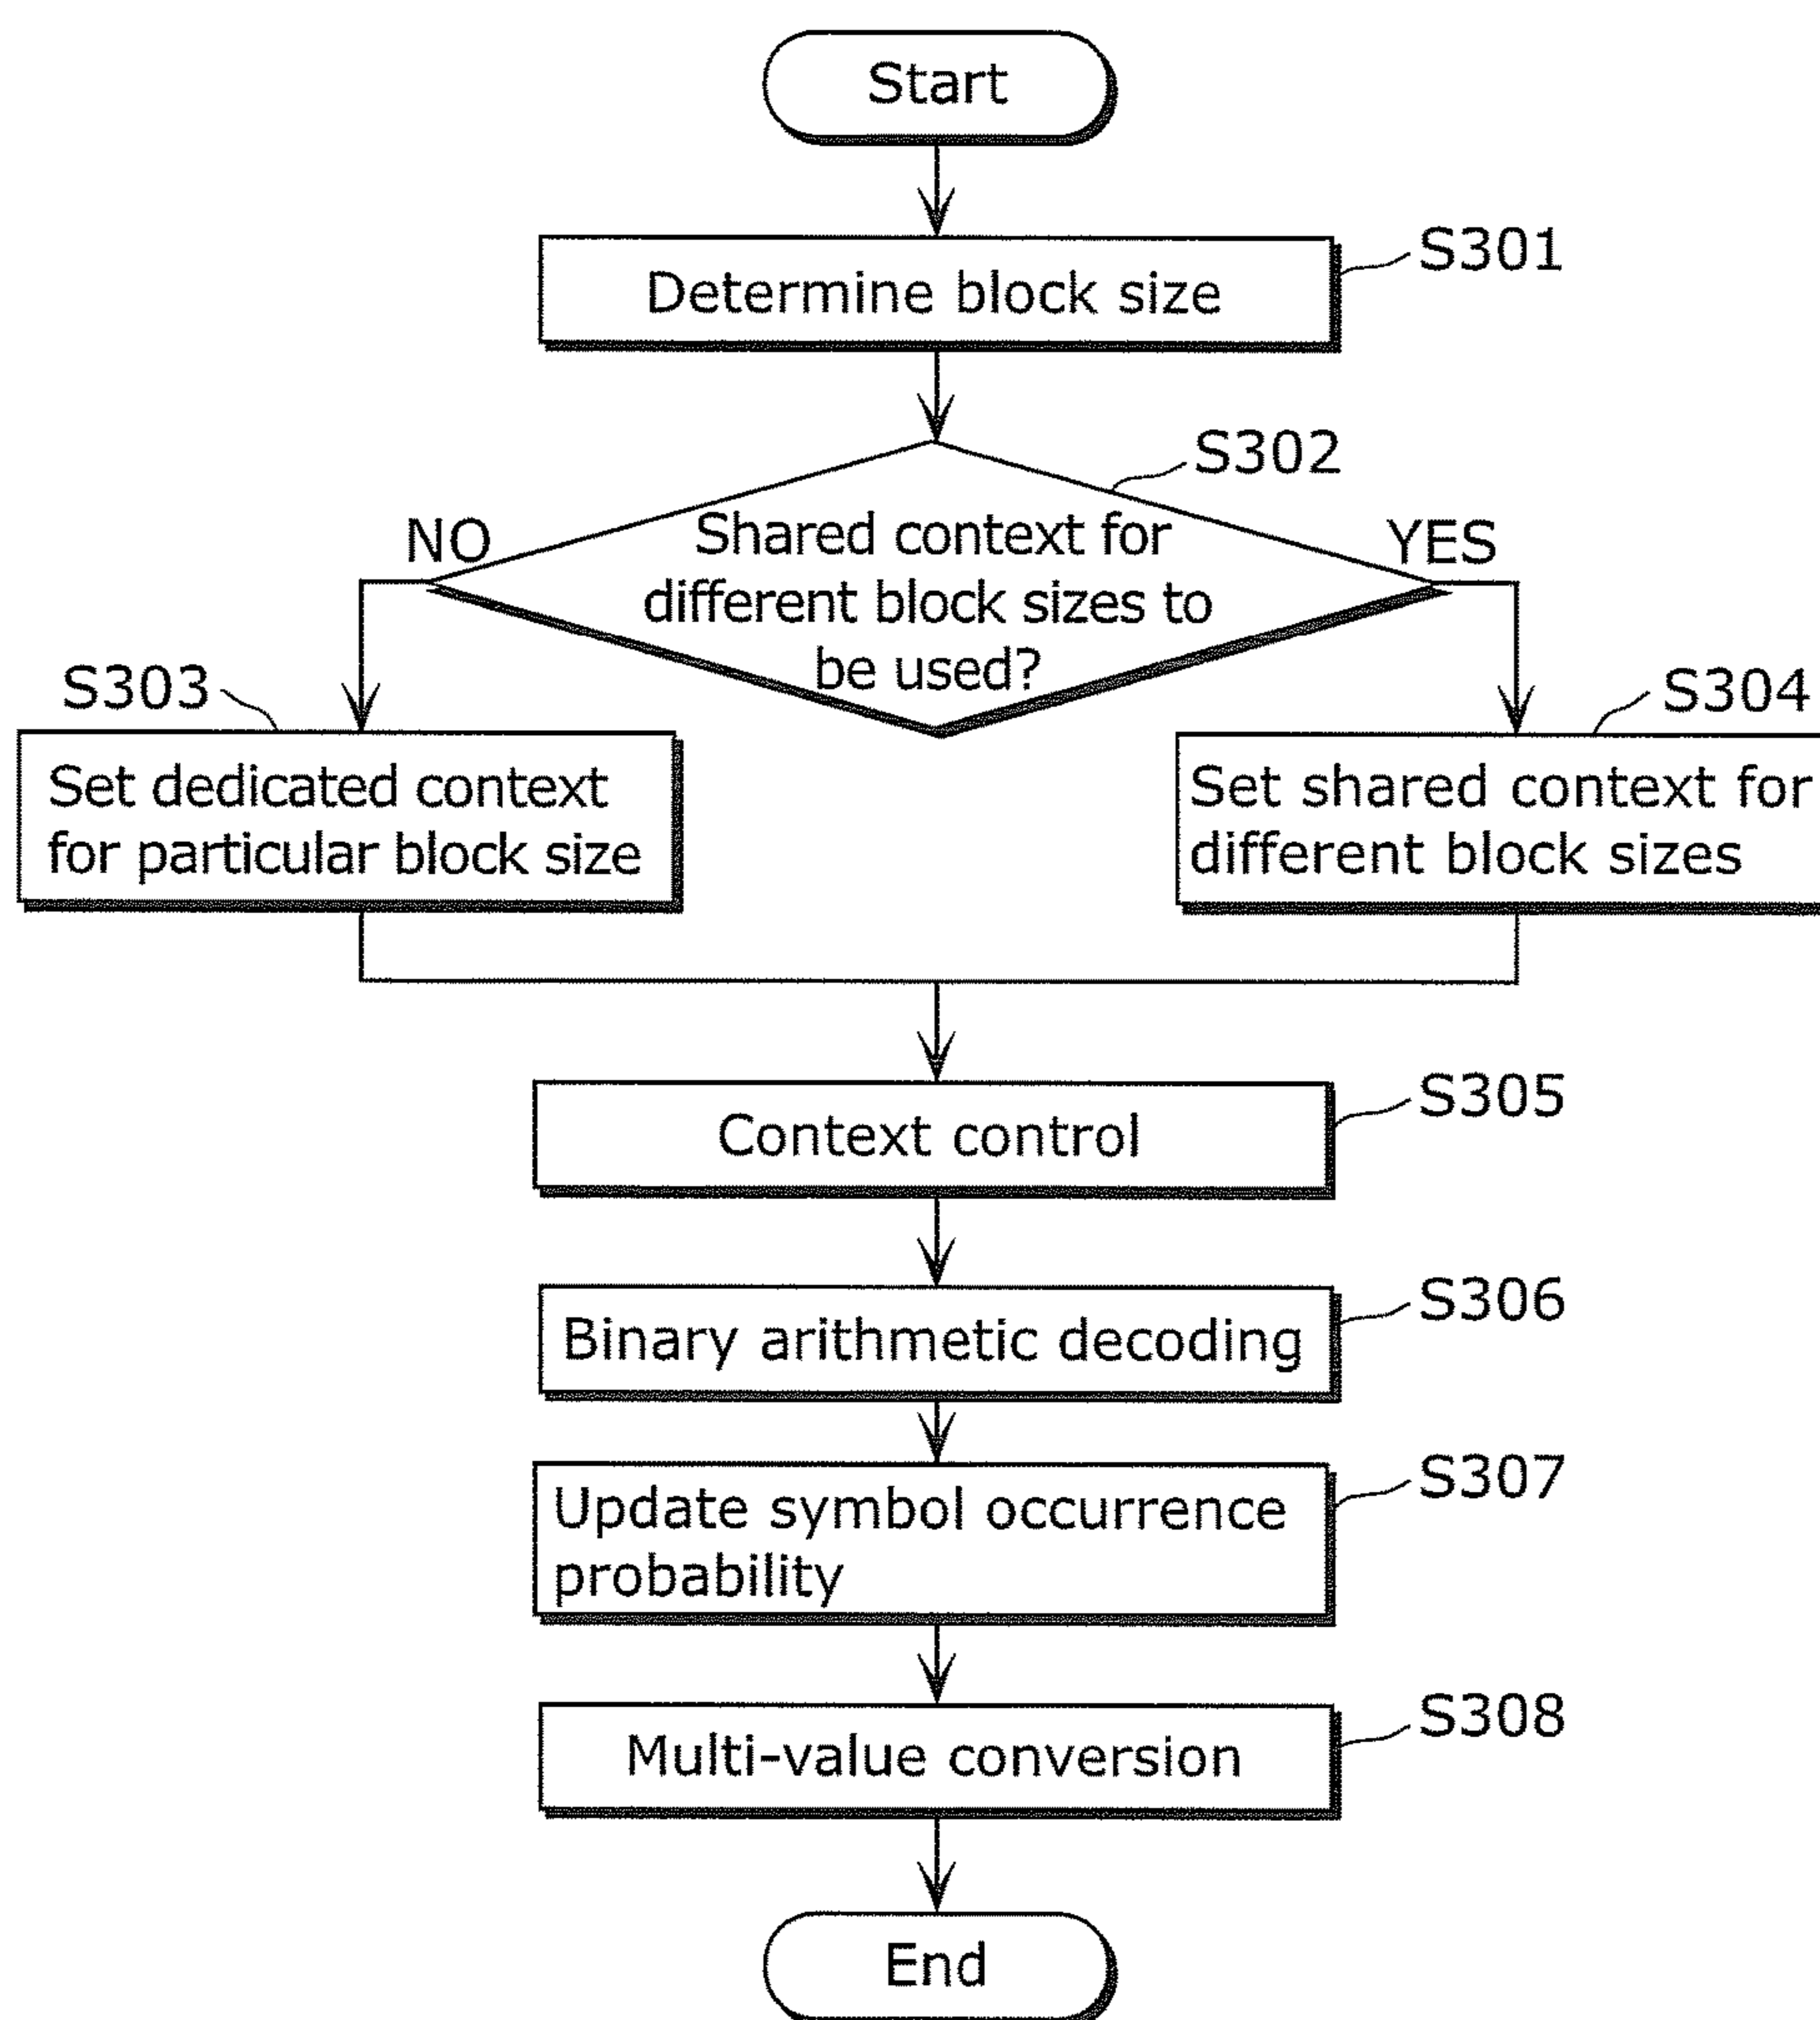 Start
S301
Determine block size
S302
NO
YES
Shared context for
different block sizes to
be used?
S303
S304
Set dedicated context
for particular block size
Set shared context for
different block sizes
S305
Context control
S306
Binary arithmetic decoding
S307
Update symbol occurrence
probability
S308
Multi-value conversion
End